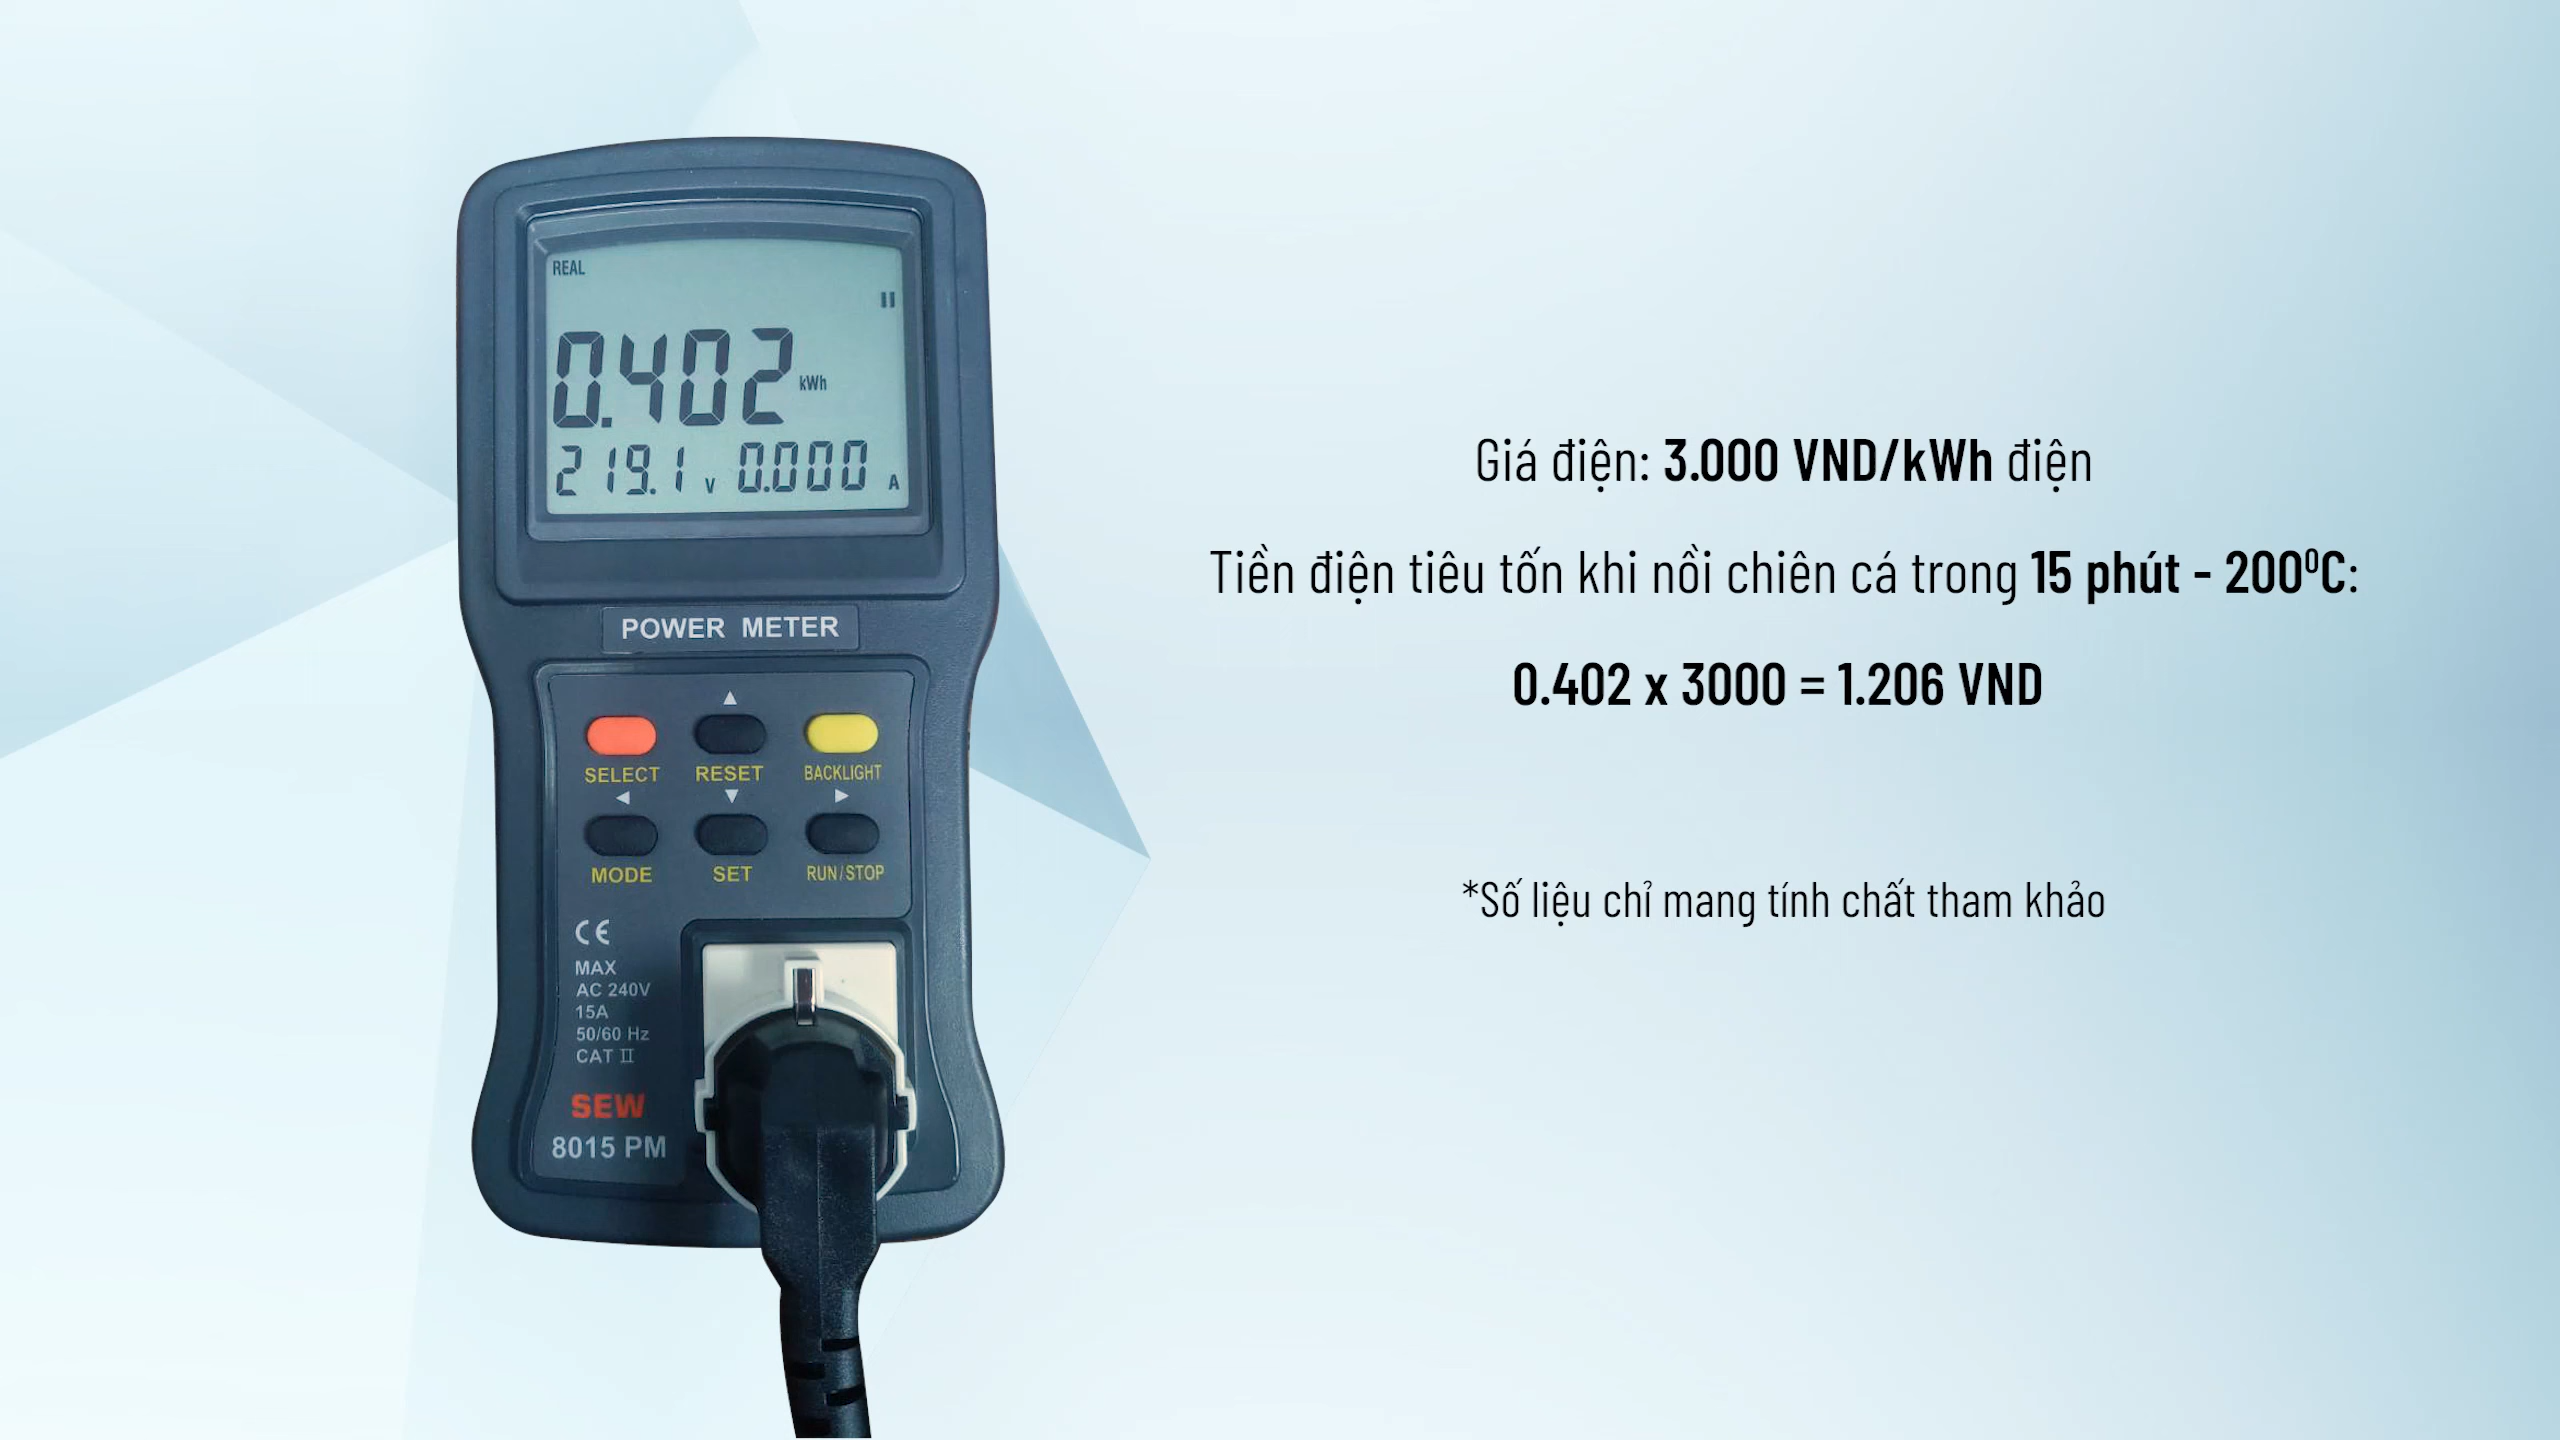 REAL
0.402 kWh
219.1 V 0.000 A
POWER METER
SELECT RESET BACKLIGHT
MODE SET RUN/STOP
CE
MAX
AC 240V
15A
50/60 Hz
CAT II
SEW
8015 PM
Giá điện: 3.000 VND/kWh điện
Tiền điện tiêu tốn khi nồi chiên cá trong 15 phút - 200⁰C:
0.402 x 3000 = 1.206 VND
*Số liệu chỉ mang tính chất tham khảo